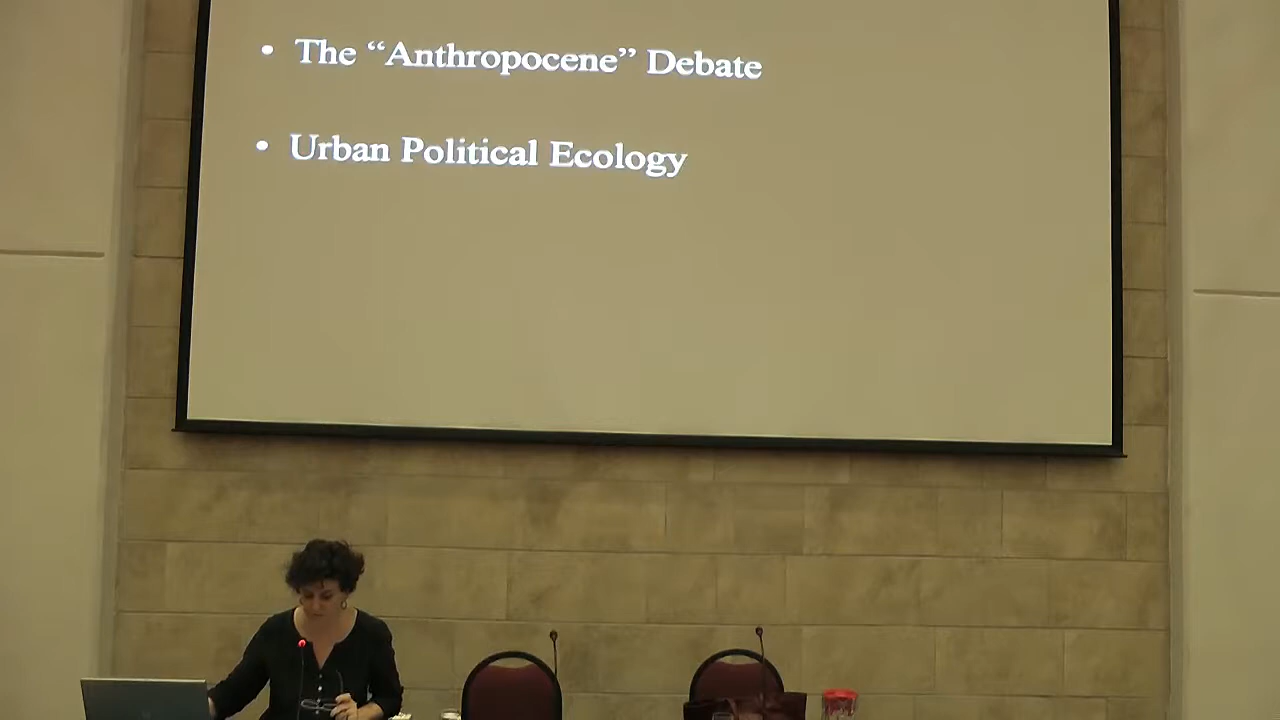 • The “Anthropocene” Debate
• Urban Political Ecology